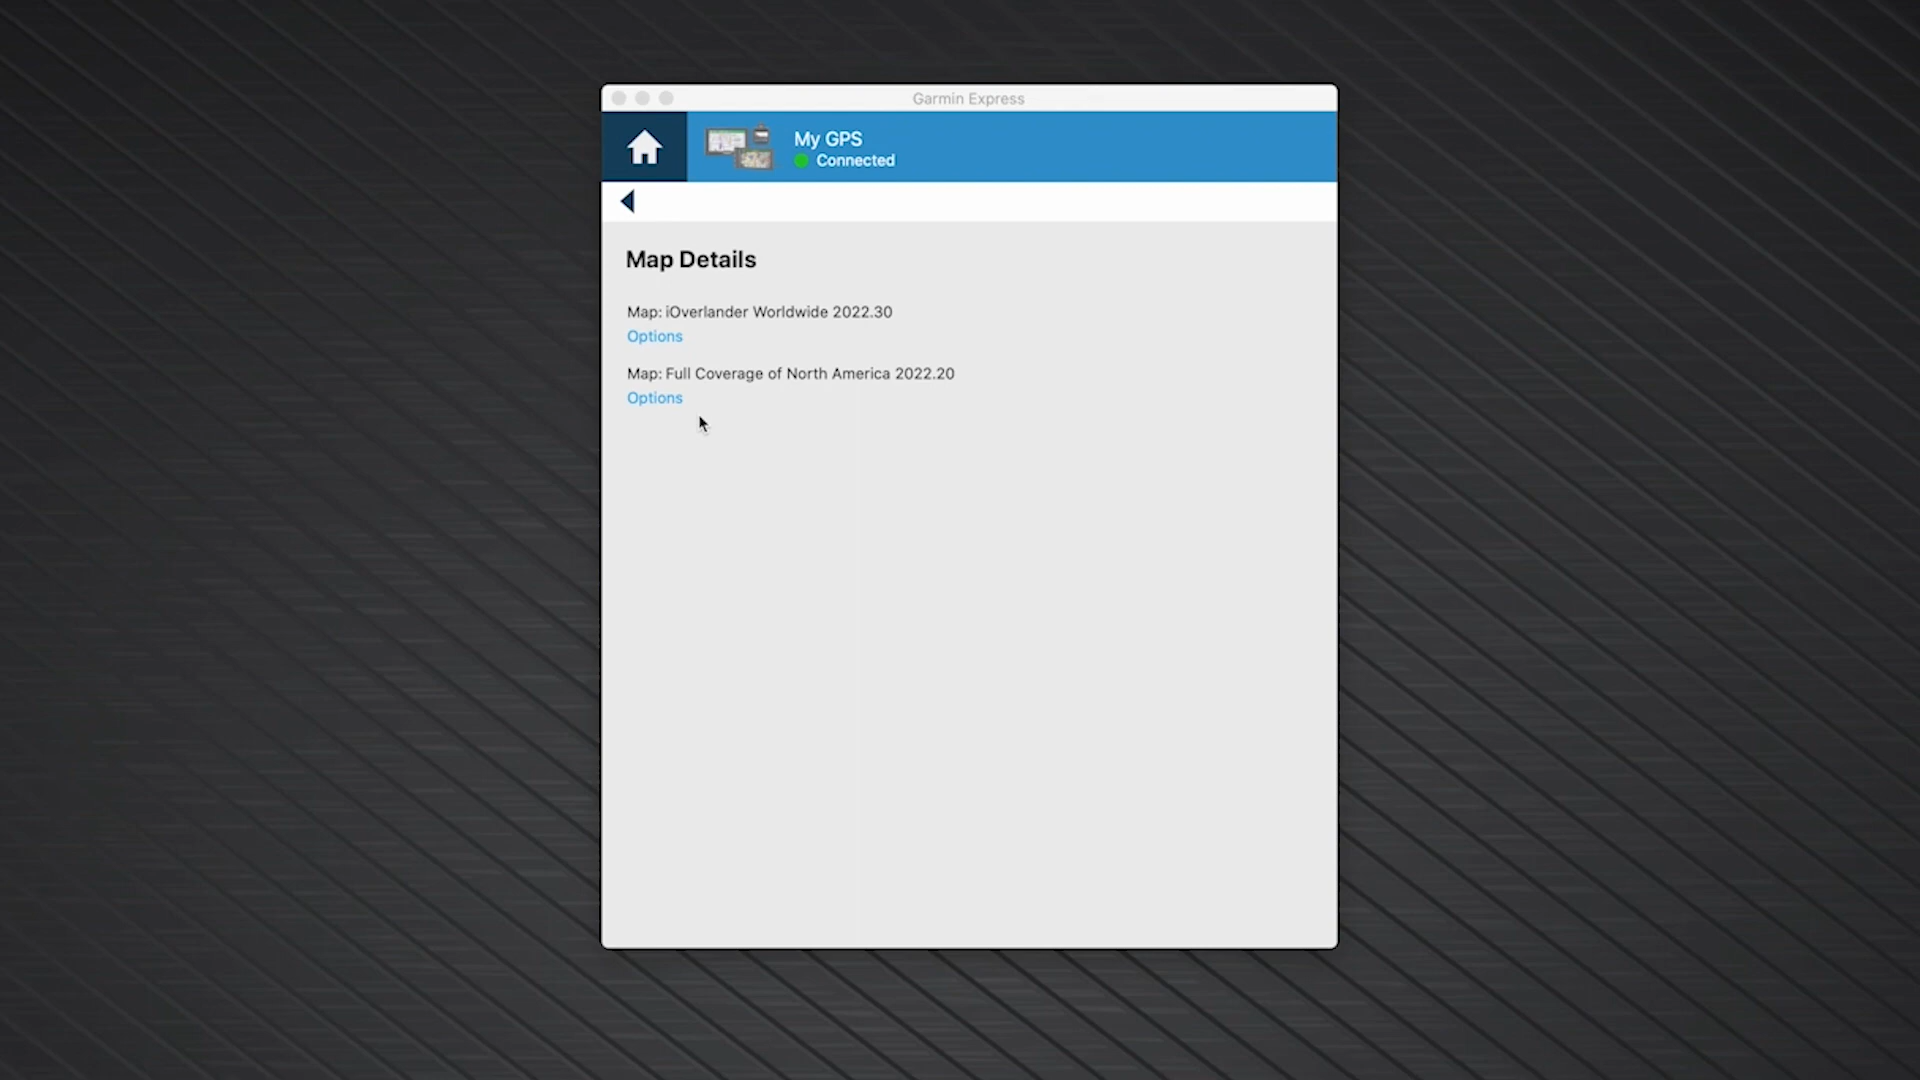 Garmin Express
My GPS
Connected
Map Details
Map: iOverlander Worldwide 2022.30
Options
Map: Full Coverage of North America 2022.20
Options